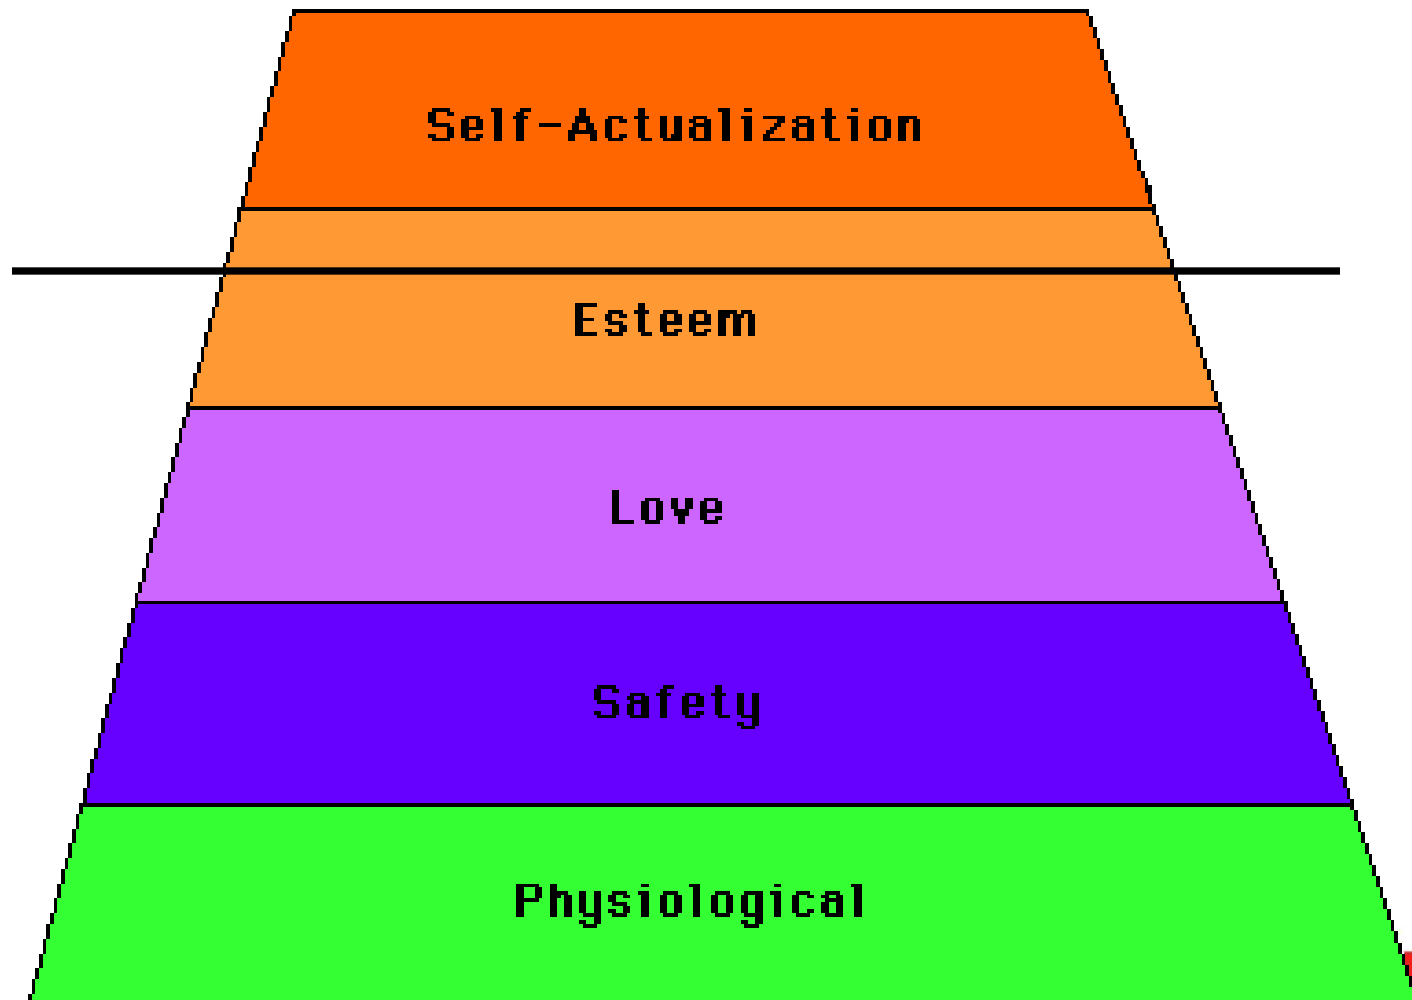 Self-Actualization
Esteem
Love
Safety
Physiological